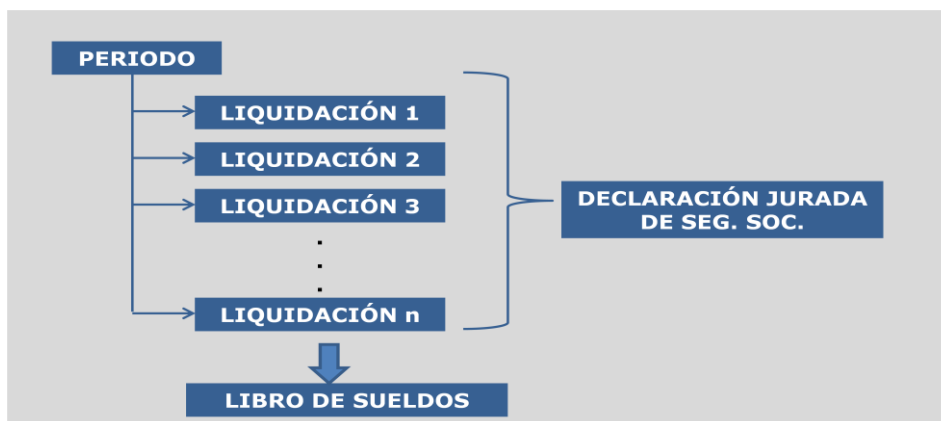 PERIODO
LIQUIDACIÓN 1
LIQUIDACIÓN 2
LIQUIDACIÓN 3
.
.
.
LIQUIDACIÓN n
DECLARACIÓN JURADA
DE SEG. SOC.
LIBRO DE SUELDOS